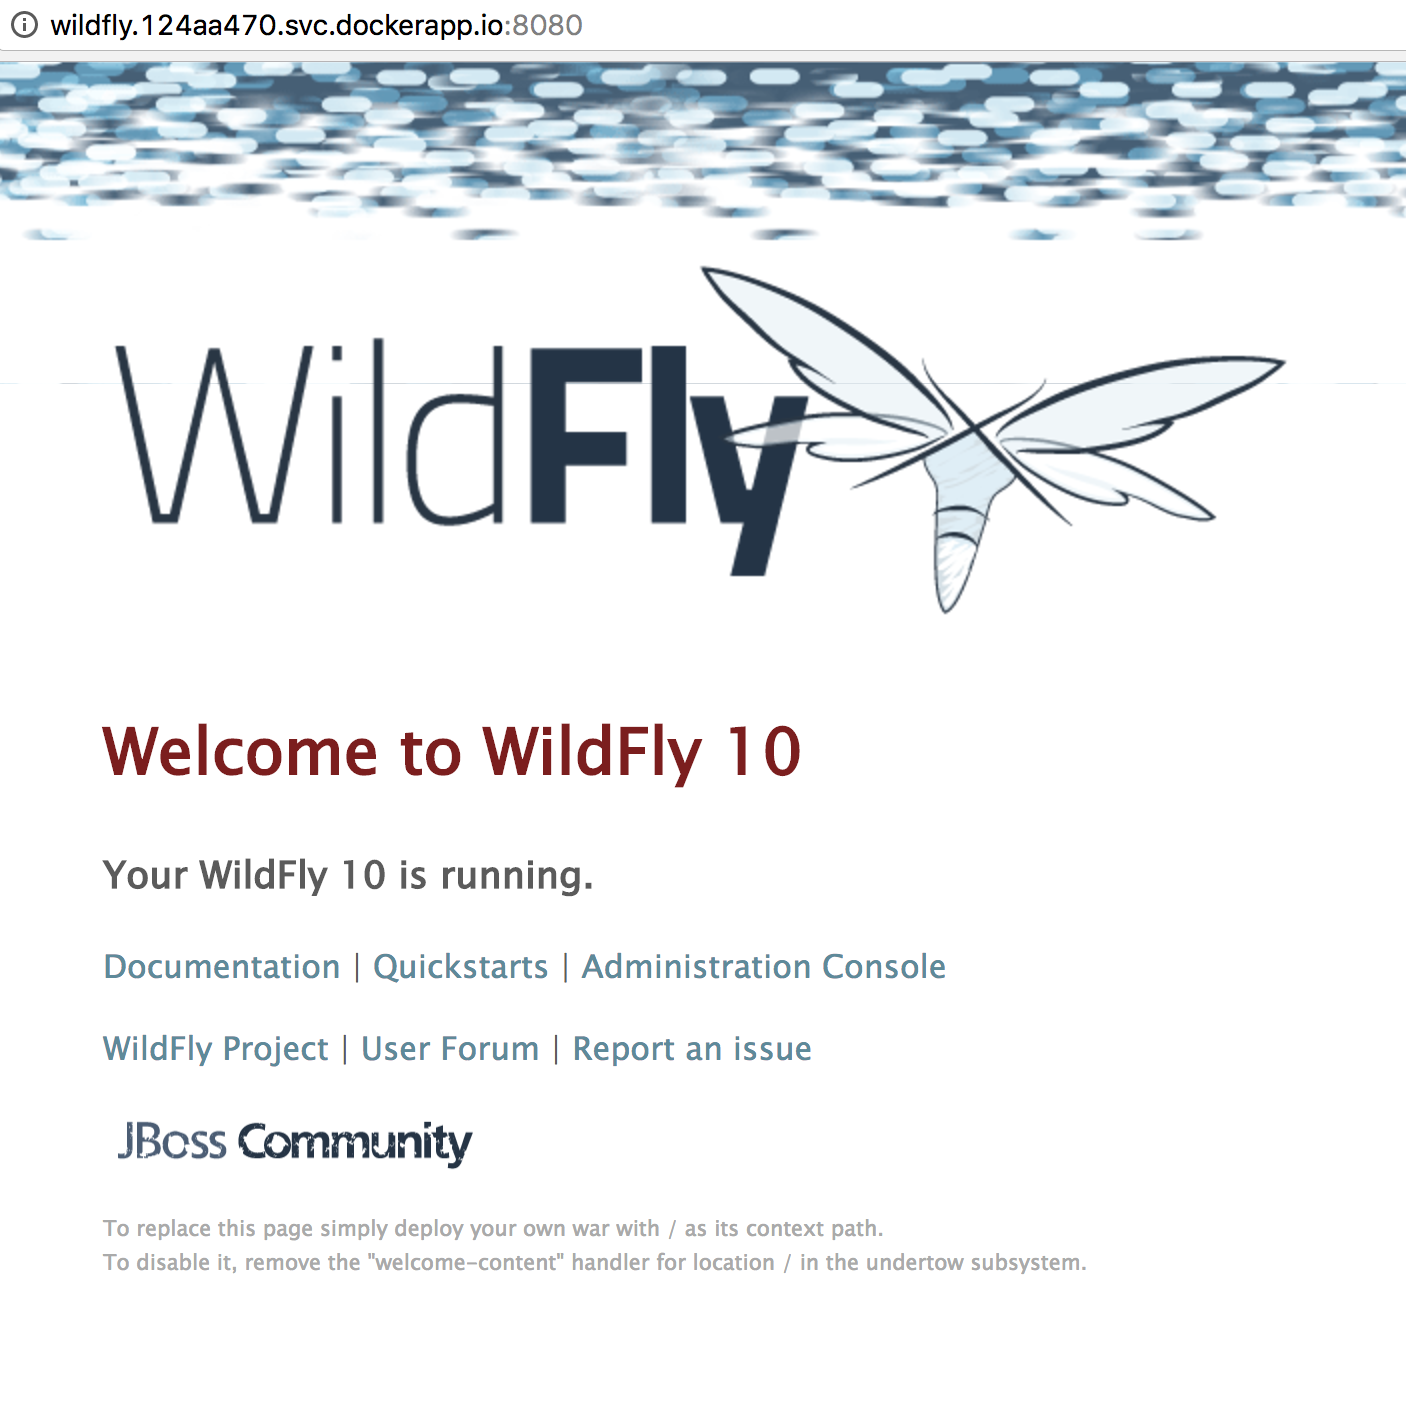 wildfly.124aa470.svc.dockerapp.io:8080
WildFly
Welcome to WildFly 10
Your WildFly 10 is running.
Documentation | Quickstarts | Administration Console
WildFly Project | User Forum | Report an issue
JBoss Community
To replace this page simply deploy your own war with / as its context path.
To disable it, remove the "welcome-content" handler for location / in the undertow subsystem.